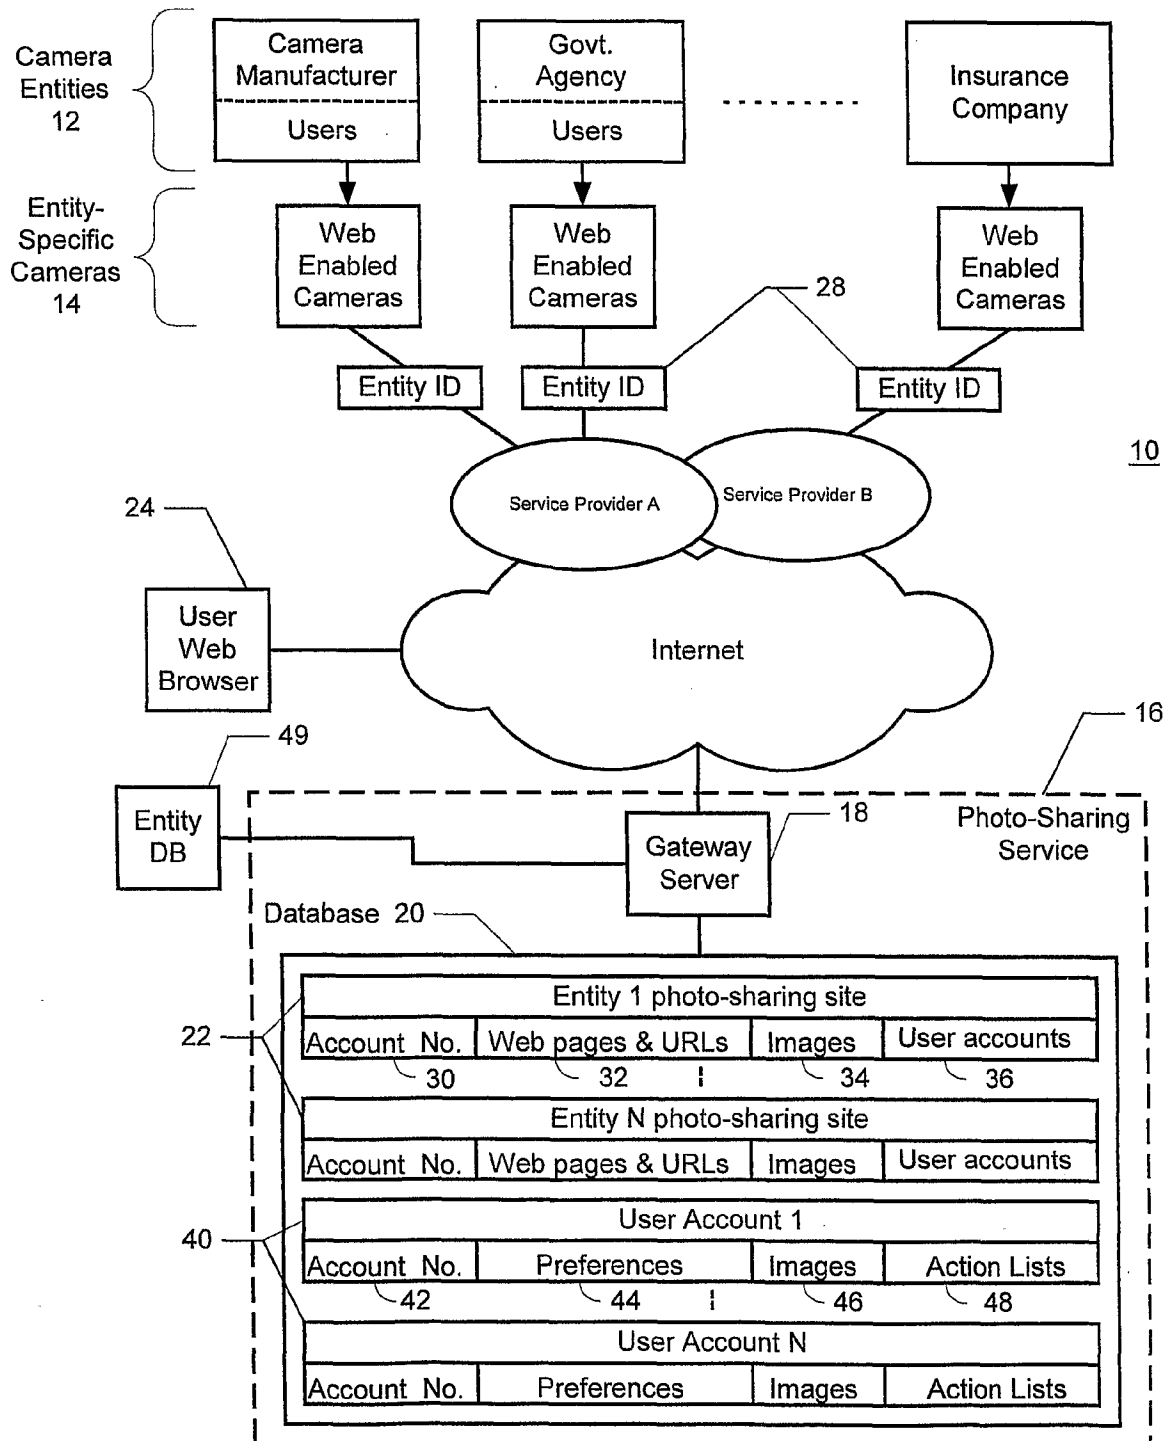 Camera
Entities
12
Camera
Manufacturer
Users
Govt.
Agency
Users
Insurance
Company
Entity-
Specific
Cameras
14
Web
Enabled
Cameras
Web
Enabled
Cameras
Web
Enabled
Cameras
28
Entity ID
Entity ID
Entity ID
10
Service Provider A
Service Provider B
24
User
Web
Browser
Internet
16
49
Entity
DB
Gateway
Server
18
Photo-Sharing
Service
Database 20
Entity 1 photo-sharing site
22
Account No.
Web pages & URLs
Images
User accounts
30
32
34
36
Entity N photo-sharing site
Account No.
Web pages & URLs
Images
User accounts
User Account 1
40
Account No.
Preferences
Images
Action Lists
42
44
46
48
User Account N
Account No.
Preferences
Images
Action Lists